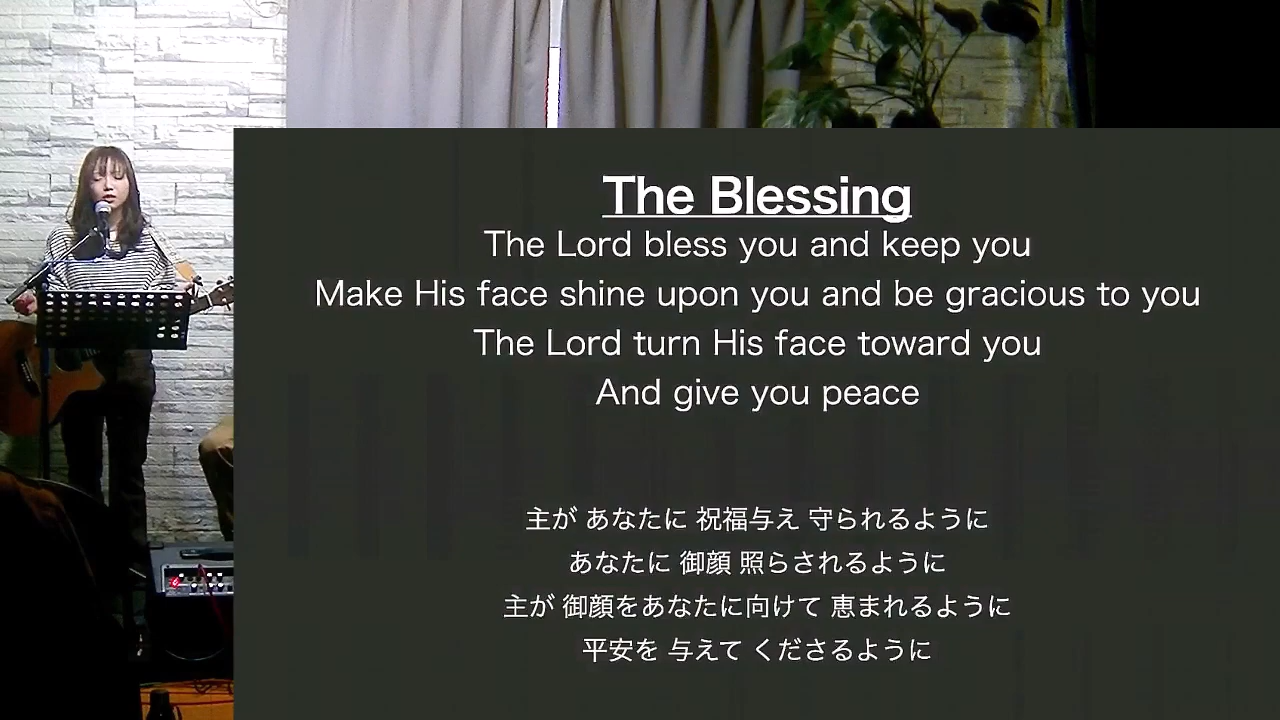 The Blessing
The Lord bless you and keep you
Make His face shine upon you and be gracious to you
The Lord turn His face toward you
And give you peace
主が あなたに 祝福与え 守られるように
あなたに 御顔 照らされるように
主が 御顔をあなたに向けて 恵まれるように
平安を 与えて くださるように